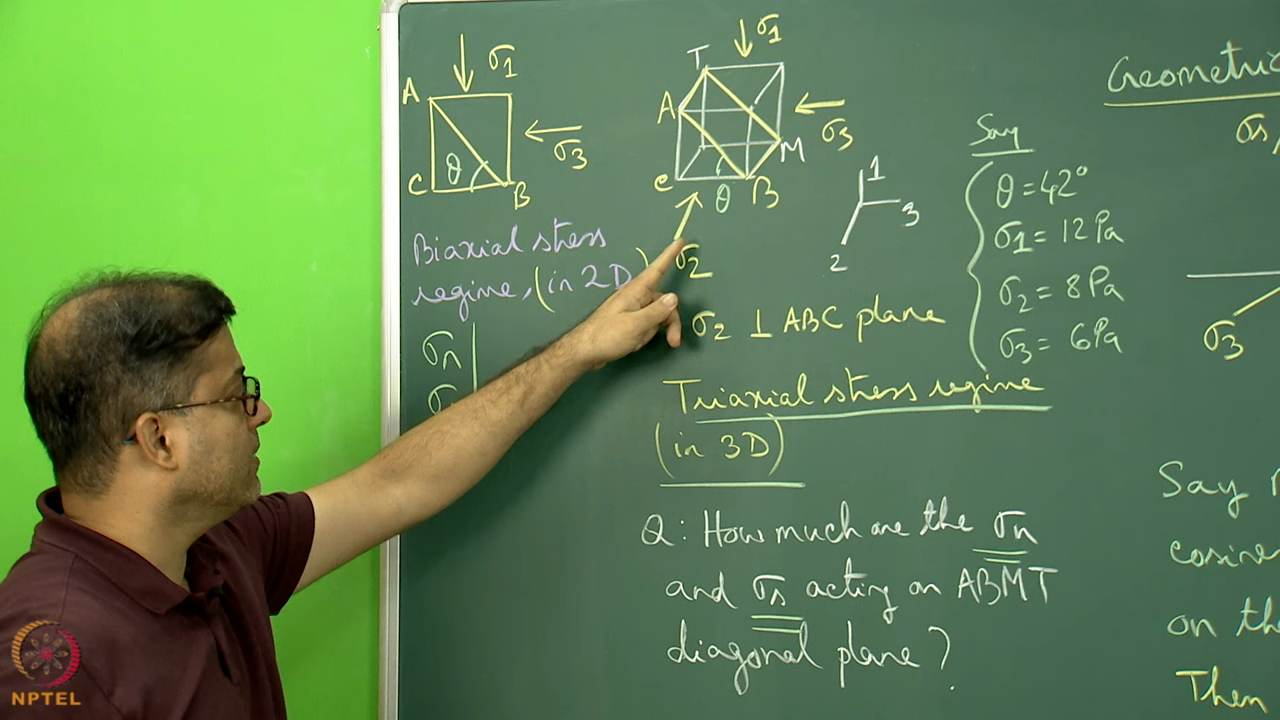 A
σ1
σ3
θ
C
B
Biaxial stress
regime, (in 2D)
σn
σ
T
σ1
A
σ3
M
C
θ
B
σ2
1
3
2
σ2 ⊥ ABC plane
Triaxial stress regime
(in 3D)
Q: How much are the σn
and σs acting on ABMT
diagonal plane?
Say
θ = 42°
σ1 = 12 Pa
σ2 = 8 Pa
σ3 = 6 Pa
Geometric
σs,
σ3
Say
cosine
on the
Then
NPTEL